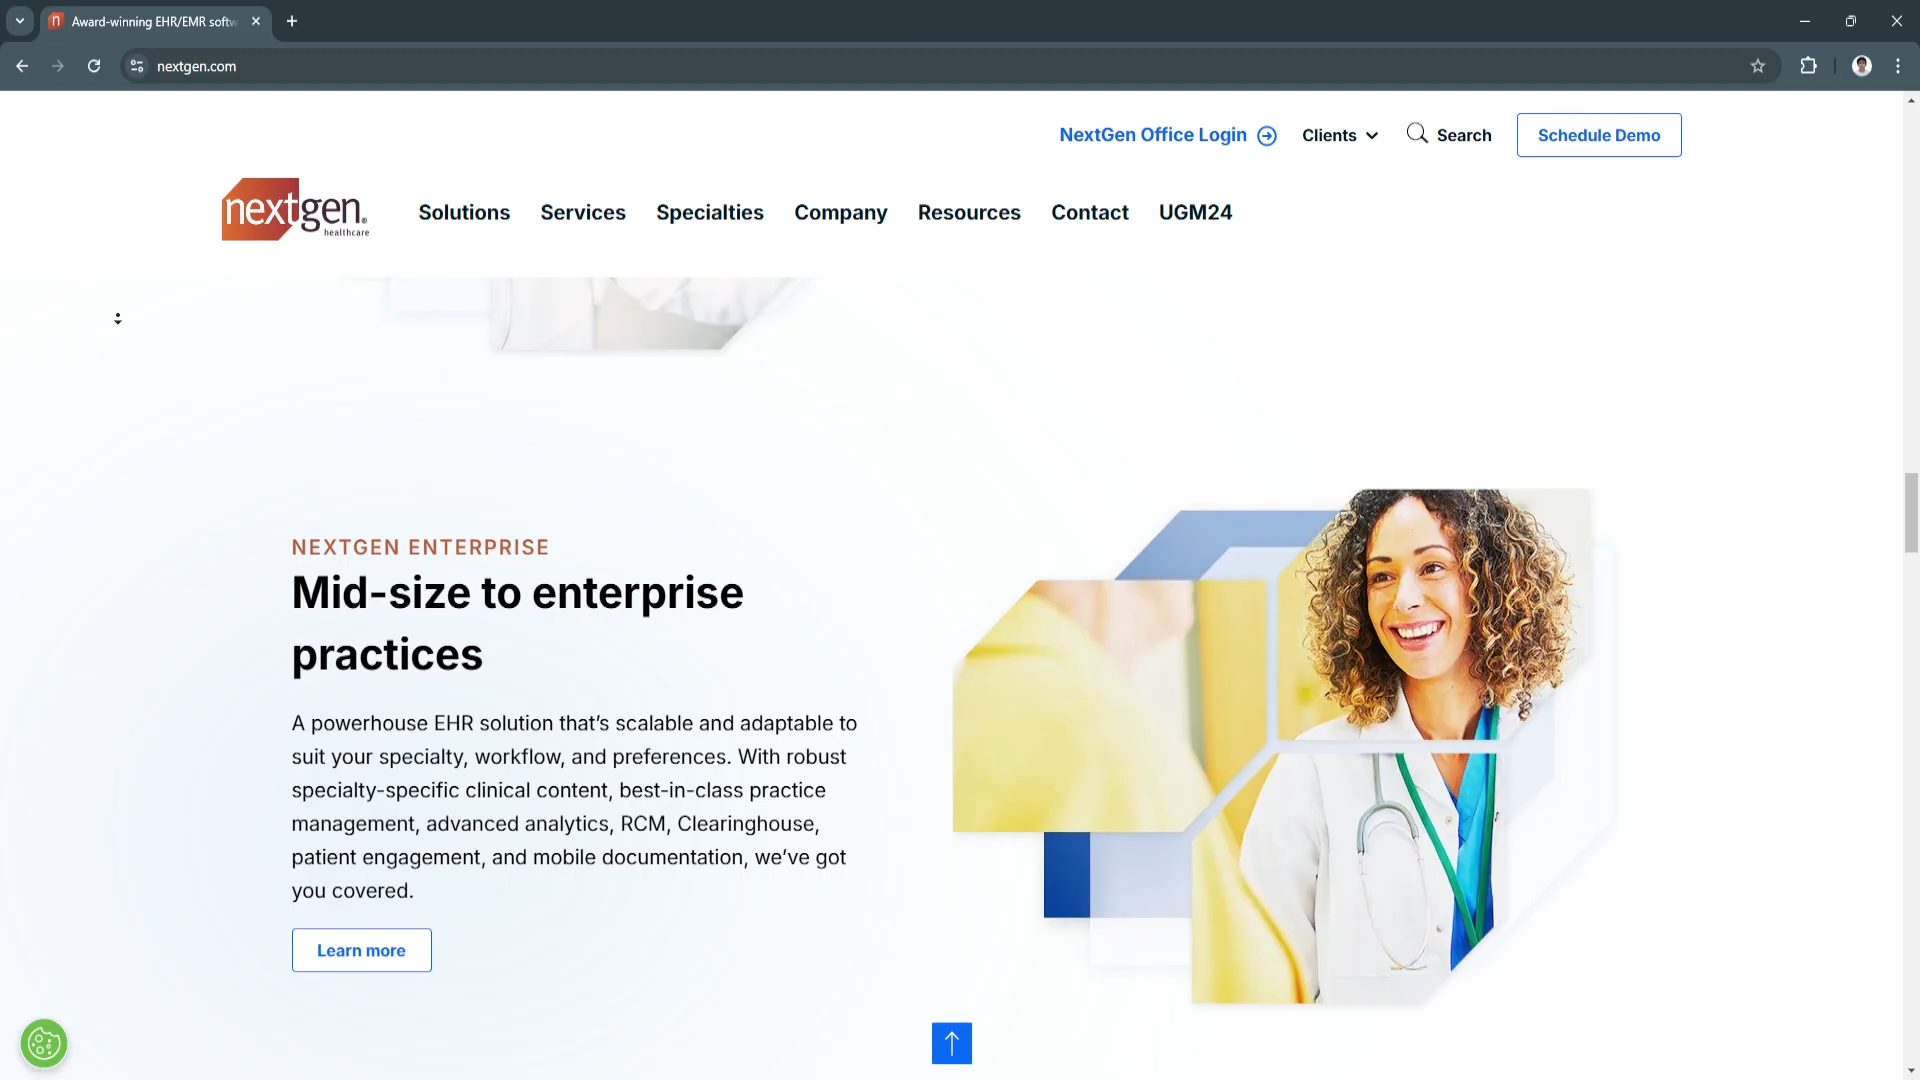 Award-winning EHR/EMR softw
nextgen.com
NextGen Office Login
Clients
Search
Schedule Demo
nextgen®
healthcare
Solutions
Services
Specialties
Company
Resources
Contact
UGM24
NEXTGEN ENTERPRISE
Mid-size to enterprise
practices
A powerhouse EHR solution that’s scalable and adaptable to
suit your specialty, workflow, and preferences. With robust
specialty-specific clinical content, best-in-class practice
management, advanced analytics, RCM, Clearinghouse,
patient engagement, and mobile documentation, we’ve got
you covered.
Learn more